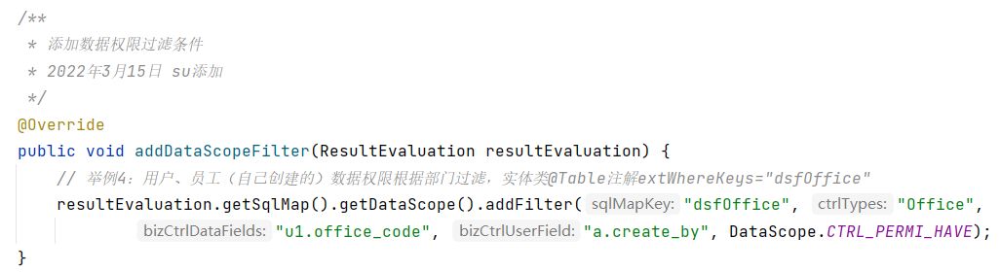 /**
* 添加数据权限过滤条件
* 2022年3月15日 su添加
*/
@Override
public void addDataScopeFilter(ResultEvaluation resultEvaluation) {
// 举例4：用户、员工（自己创建的）数据权限根据部门过滤，实体类@Table注解extWhereKeys="dsfOffice"
resultEvaluation.getSqlMap().getDataScope().addFilter( sqlMapKey: "dsfOffice", ctrlTypes: "Office",
bizCtrlDataFields: "u1.office_code", bizCtrlUserField: "a.create_by", DataScope.CTRL_PERMI_HAVE);
}